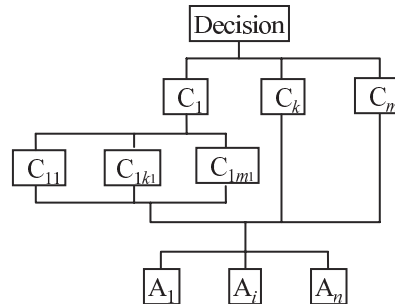 Decision
C₁ Cₖ Cₘ
C₁₁ C₁ₖ₁ C₁ₘ₁
A₁ Aᵢ Aₙ